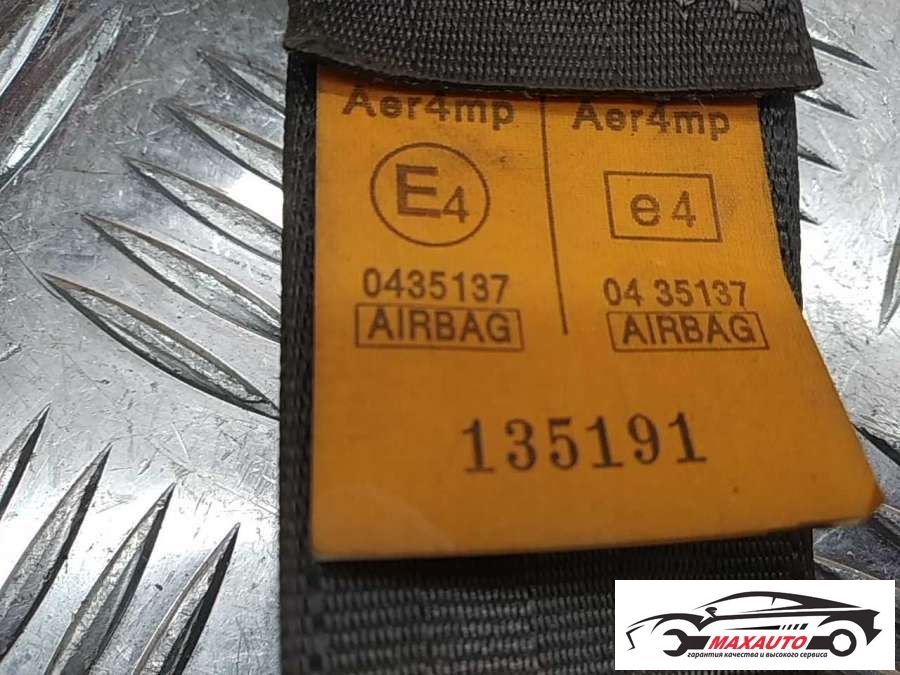 Aer4mp Aer4mp
E4 e4
0435137 04 35137
AIRBAG AIRBAG
135191
MAXAUTO
гарантия качества и высокого сервиса